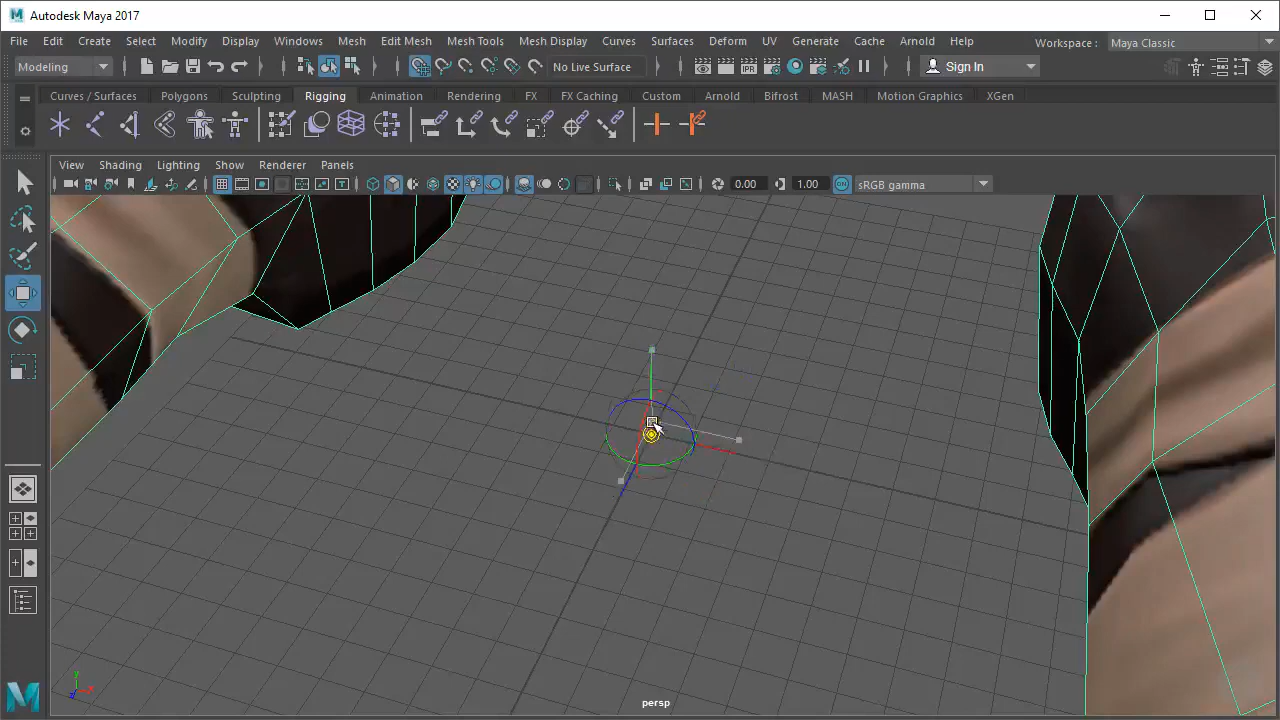 Autodesk Maya 2017
File Edit Create Select Modify Display Windows Mesh Edit Mesh Mesh Tools Mesh Display Curves Surfaces Deform UV Generate Cache Arnold Help Workspace : Maya Classic
Modeling No Live Surface Sign In
Curves / Surfaces Polygons Sculpting Rigging Animation Rendering FX FX Caching Custom Arnold Bifrost MASH Motion Graphics XGen
View Shading Lighting Show Renderer Panels
0.00 1.00 ON sRGB gamma
persp
y
x
z
M